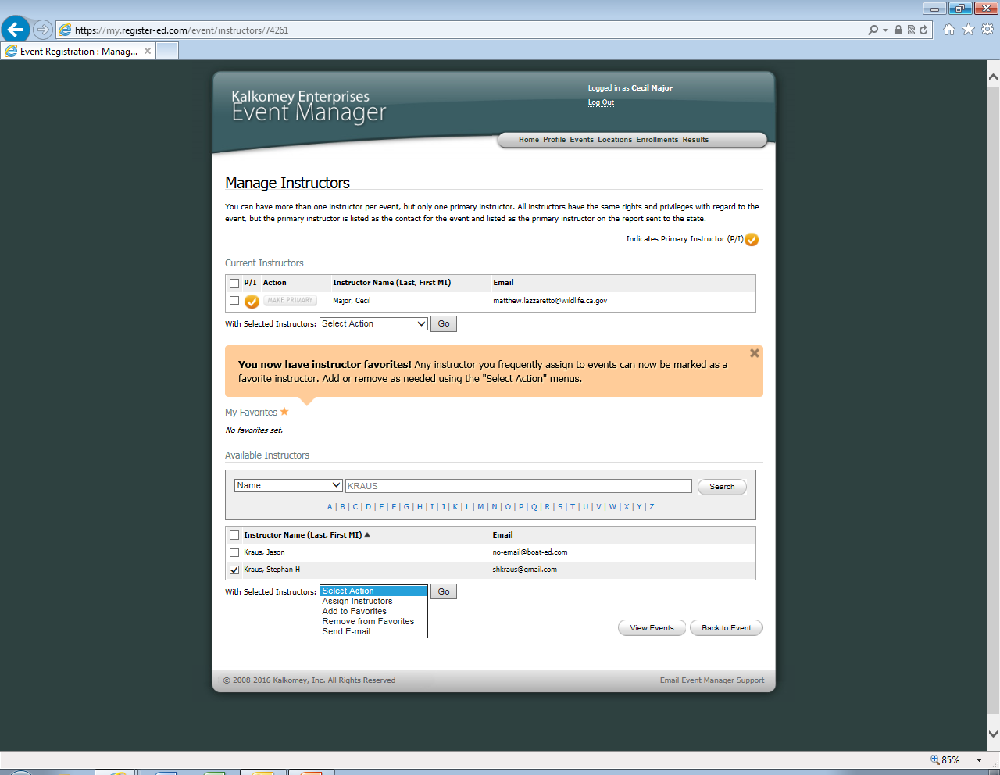 https://my.register-ed.com/event/instructors/74261
Event Registration : Manag...
Kalkomey Enterprises
Event Manager
Logged in as Cecil Major
Log Out
Home Profile Events Locations Enrollments Results
Manage Instructors
You can have more than one instructor per event, but only one primary instructor. All instructors have the same rights and privileges with regard to the
event, but the primary instructor is listed as the contact for the event and listed as the primary instructor on the report sent to the state.
Indicates Primary Instructor (P/I)
Current Instructors
P/I Action Instructor Name (Last, First MI) Email
MAKE PRIMARY Major, Cecil matthew.lazzaretto@wildlife.ca.gov
With Selected Instructors: Select Action Go
You now have instructor favorites! Any instructor you frequently assign to events can now be marked as a
favorite instructor. Add or remove as needed using the "Select Action" menus.
My Favorites
No favorites set.
Available Instructors
Name KRAUS Search
A | B | C | D | E | F | G | H | I | J | K | L | M | N | O | P | Q | R | S | T | U | V | W | X | Y | Z
Instructor Name (Last, First MI) Email
Kraus, Jason no-email@boat-ed.com
Kraus, Stephan H shkraus@gmail.com
With Selected Instructors: Select Action Go
Assign Instructors
Add to Favorites
Remove from Favorites
Send E-mail
View Events Back to Event
© 2008-2016 Kalkomey, Inc. All Rights Reserved Email Event Manager Support
85%